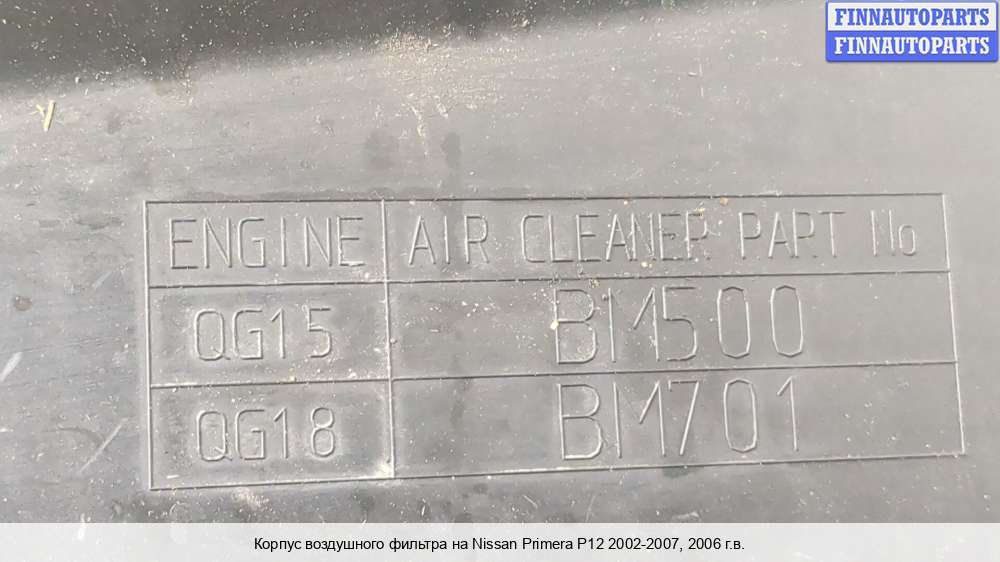 FINNAUTOPARTS
FINNAUTOPARTS
ENGINE AIR CLEANER PART No
QG15 BM500
QG18 BM701
Корпус воздушного фильтра на Nissan Primera P12 2002-2007, 2006 г.в.